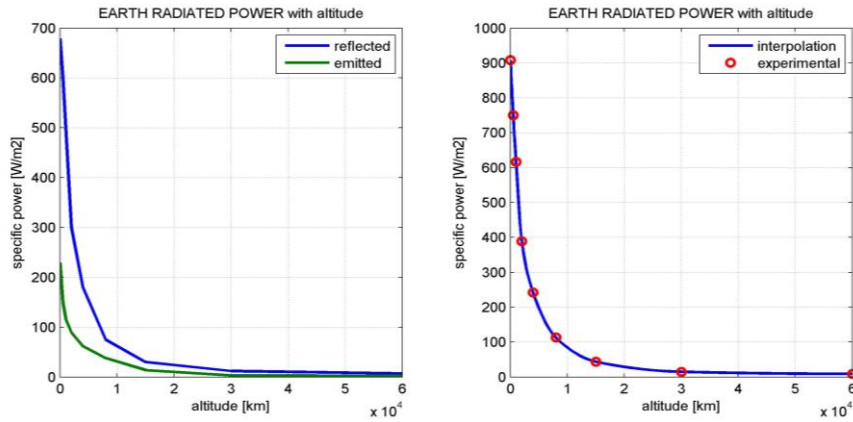 EARTH RADIATED POWER with altitude
700
600
500
400
300
200
100
0
specific power [W/m2]
reflected
emitted
0 1 2 3 4 5 6
altitude [km]
x 10^4
EARTH RADIATED POWER with altitude
1000
900
800
700
600
500
400
300
200
100
0
specific power [W/m2]
interpolation
experimental
0 1 2 3 4 5 6
altitude [km]
x 10^4